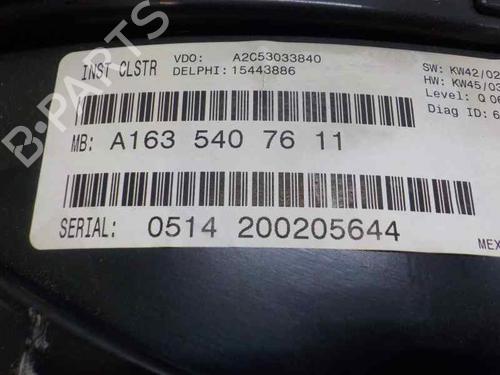 INST CLSTR
VDO: A2C53033840
DELPHI: 15443886
SW: KW42/02
HW: KW45/03
Level: Q
Diag ID: 6
MB: A163 540 76 11
SERIAL: 0514 200205644
MEX
B-PARTS